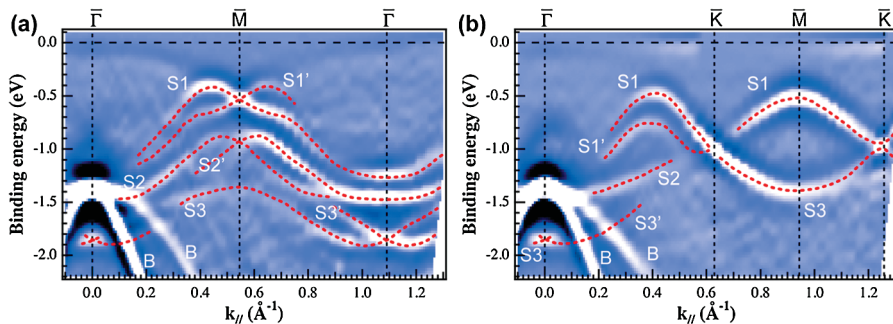 (a) Γ̅ M̅ Γ̅
Binding energy (eV)
0.0
-0.5
-1.0
-1.5
-2.0
S1
S1'
S2'
S2
S3
S3'
B
B
0.0 0.2 0.4 0.6 0.8 1.0 1.2
k// (Å⁻¹)
(b) Γ̅ K̅ M̅ K̅
Binding energy (eV)
0.0
-0.5
-1.0
-1.5
-2.0
S1
S1
S1'
S2
S3
S3'
S3
B
B
0.0 0.2 0.4 0.6 0.8 1.0 1.2
k// (Å⁻¹)